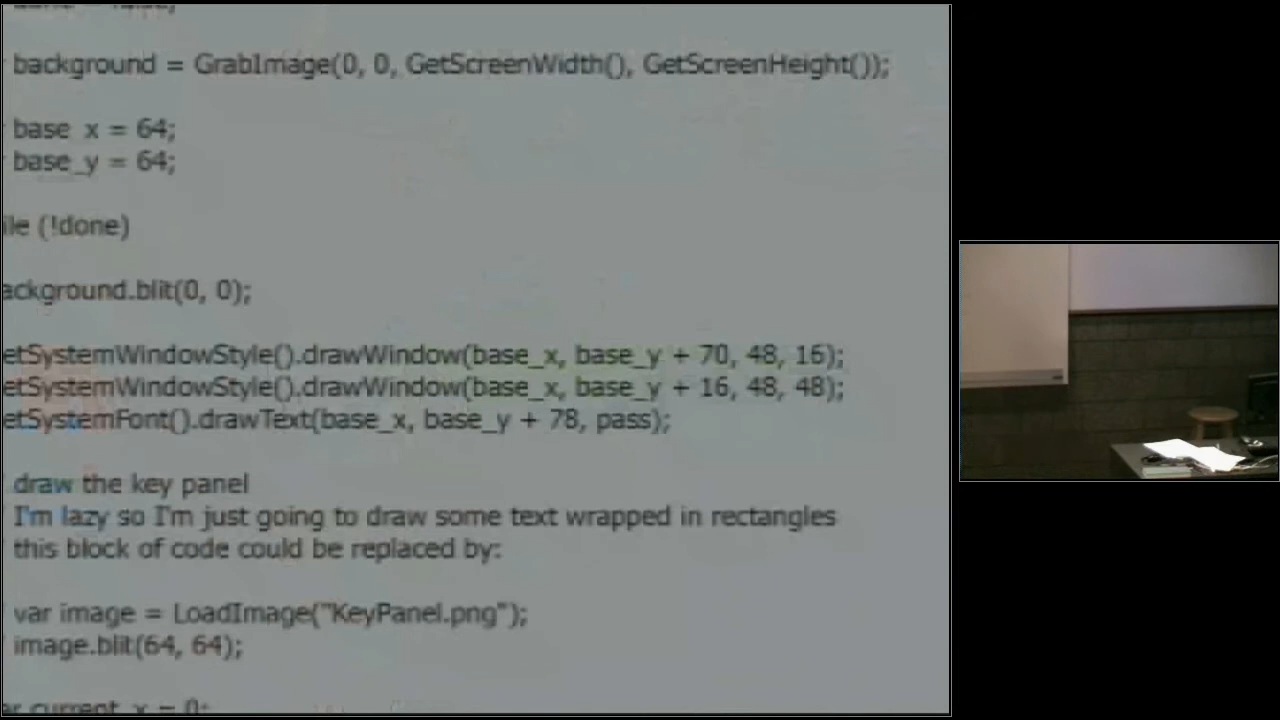 background = GrabImage(0, 0, GetScreenWidth(), GetScreenHeight());
base_x = 64;
base_y = 64;
ile (!done)
ackground.blit(0, 0);
etSystemWindowStyle().drawWindow(base_x, base_y + 70, 48, 16);
etSystemWindowStyle().drawWindow(base_x, base_y + 16, 48, 48);
etSystemFont().drawText(base_x, base_y + 78, pass);
draw the key panel
I'm lazy so I'm just going to draw some text wrapped in rectangles
this block of code could be replaced by:
var image = LoadImage("KeyPanel.png");
image.blit(64, 64);
ar current_x = 0;